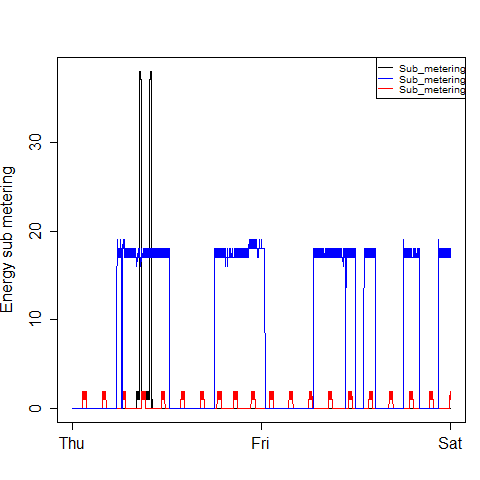 Sub_metering
Sub_metering
Sub_metering
Energy sub metering
30
20
10
0
Thu
Fri
Sat